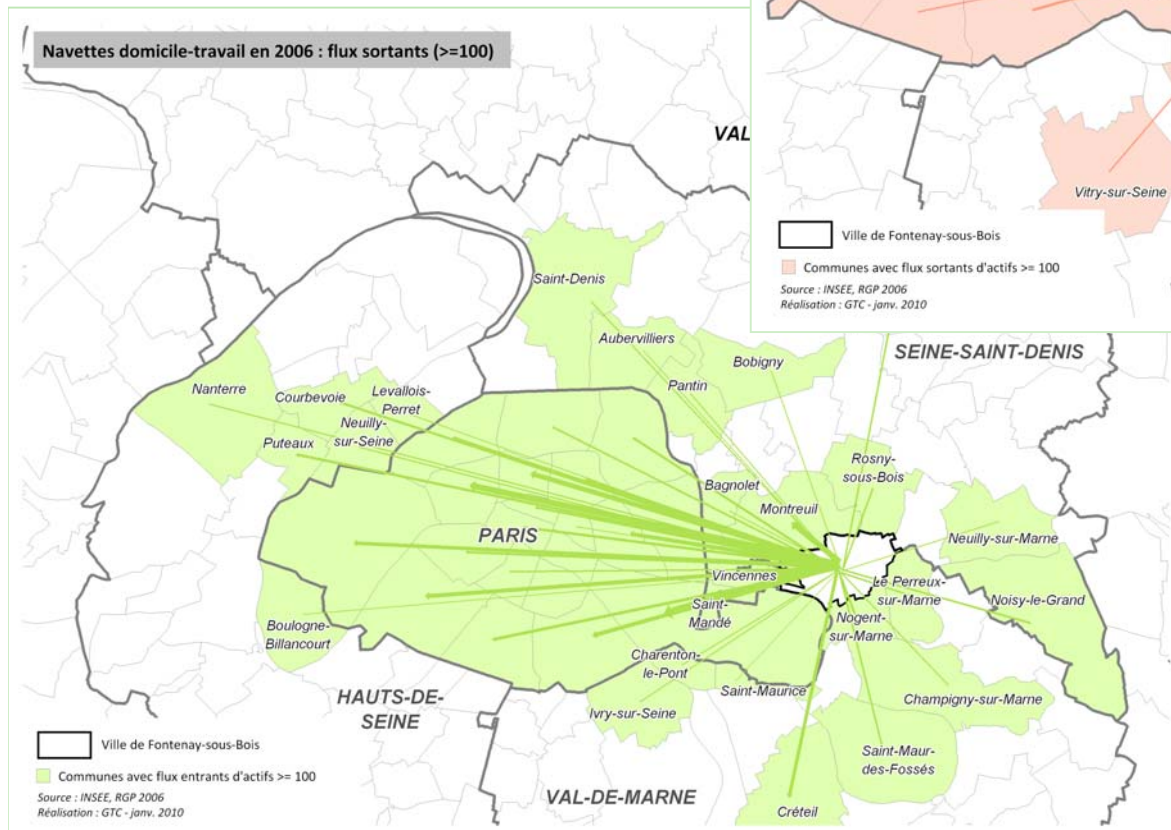 Navettes domicile-travail en 2006 : flux sortants (>=100)
VAL
Vitry-sur-Seine
Ville de Fontenay-sous-Bois
Communes avec flux sortants d'actifs >= 100
Source : INSEE, RGP 2006
Réalisation : GTC - janv. 2010
Saint-Denis
Aubervilliers
Bobigny
SEINE-SAINT-DENIS
Pantin
Nanterre
Courbevoie
Levallois-
Perret
Neuilly-
sur-Seine
Puteaux
Rosny-
sous-Bois
Bagnolet
Montreuil
PARIS
Neuilly-sur-Marne
Vincennes
Le Perreux-
sur-Marne
Noisy-le-Grand
Saint-
Mandé
Nogent-
sur-Marne
Boulogne-
Billancourt
Charenton-
le-Pont
Saint-Maurice
Champigny-sur-Marne
HAUTS-DE-
SEINE
Ivry-sur-Seine
Saint-Maur-
des-Fossés
Créteil
VAL-DE-MARNE
Ville de Fontenay-sous-Bois
Communes avec flux entrants d'actifs >= 100
Source : INSEE, RGP 2006
Réalisation : GTC - janv. 2010